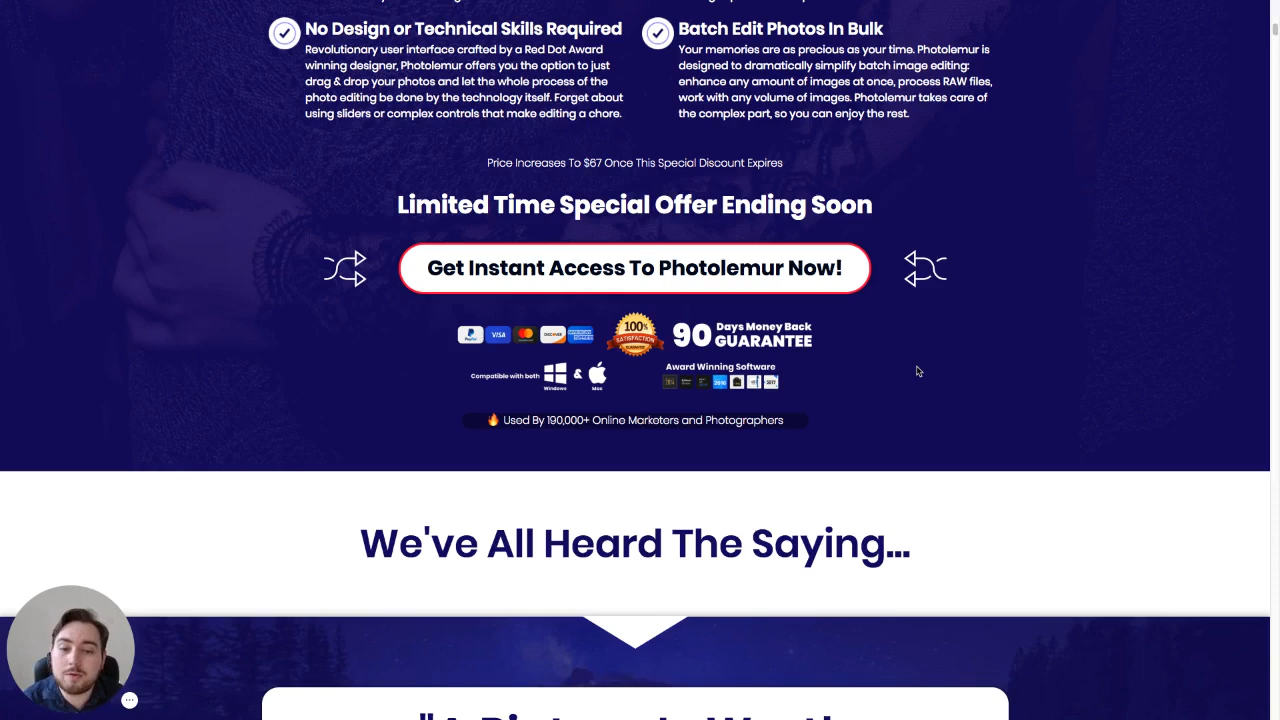 No Design or Technical Skills Required
Revolutionary user interface crafted by a Red Dot Award
winning designer, Photolemur offers you the option to just
drag & drop your photos and let the whole process of the
photo editing be done by the technology itself. Forget about
using sliders or complex controls that make editing a chore.
Batch Edit Photos In Bulk
Your memories are as precious as your time. Photolemur is
designed to dramatically simplify batch image editing:
enhance any amount of images at once, process RAW files,
work with any volume of images. Photolemur takes care of
the complex part, so you can enjoy the rest.
Price Increases To $67 Once This Special Discount Expires
Limited Time Special Offer Ending Soon
Get Instant Access To Photolemur Now!
PayPal VISA mastercard DISCOVER
100%
SATISFACTION
GUARANTEE
90 Days Money Back
GUARANTEE
Compatible with both
Windows
&
Mac
Award Winning Software
🔥 Used By 190,000+ Online Marketers and Photographers
We've All Heard The Saying...